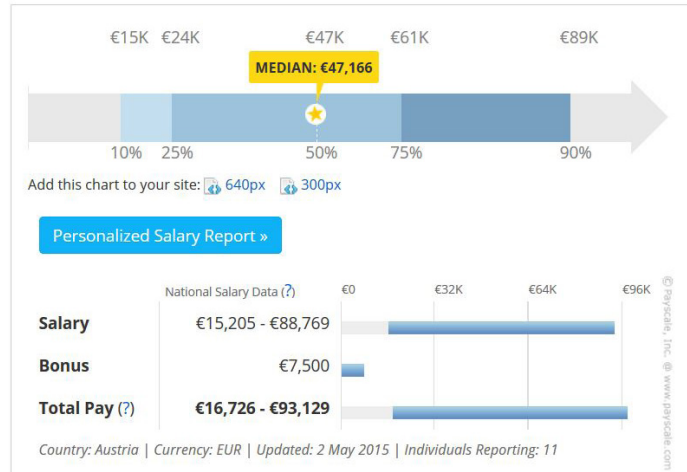 €15K €24K €47K €61K €89K
MEDIAN: €47,166
10% 25% 50% 75% 90%
Add this chart to your site: 640px 300px
Personalized Salary Report »
National Salary Data (?) €0 €32K €64K €96K
Salary €15,205 - €88,769
Bonus €7,500
Total Pay (?) €16,726 - €93,129
Country: Austria | Currency: EUR | Updated: 2 May 2015 | Individuals Reporting: 11
© Payscale, Inc. @ www.payscale.com